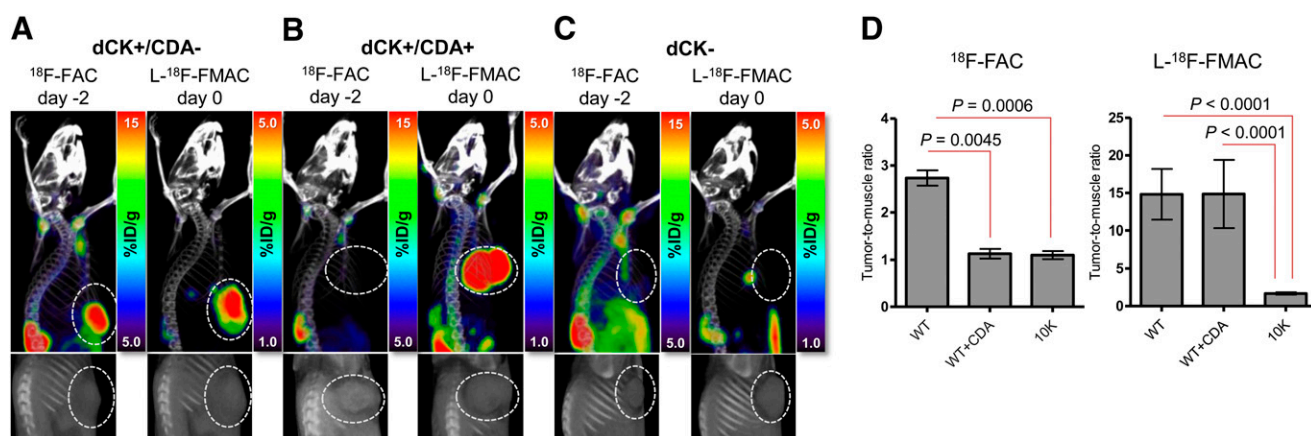 A
B
C
D
dCK+/CDA-
dCK+/CDA+
dCK-
¹⁸F-FAC
day -2
L-¹⁸F-FMAC
day 0
¹⁸F-FAC
day -2
L-¹⁸F-FMAC
day 0
¹⁸F-FAC
day -2
L-¹⁸F-FMAC
day 0
15
%ID/g
5.0
5.0
%ID/g
1.0
15
%ID/g
5.0
5.0
%ID/g
1.0
15
%ID/g
5.0
5.0
%ID/g
1.0
¹⁸F-FAC
P = 0.0006
P = 0.0045
Tumor-to-muscle ratio
4
3
2
1
0
WT
WT+CDA
10K
L-¹⁸F-FMAC
P < 0.0001
P < 0.0001
Tumor-to-muscle ratio
25
20
15
10
5
0
WT
WT+CDA
10K